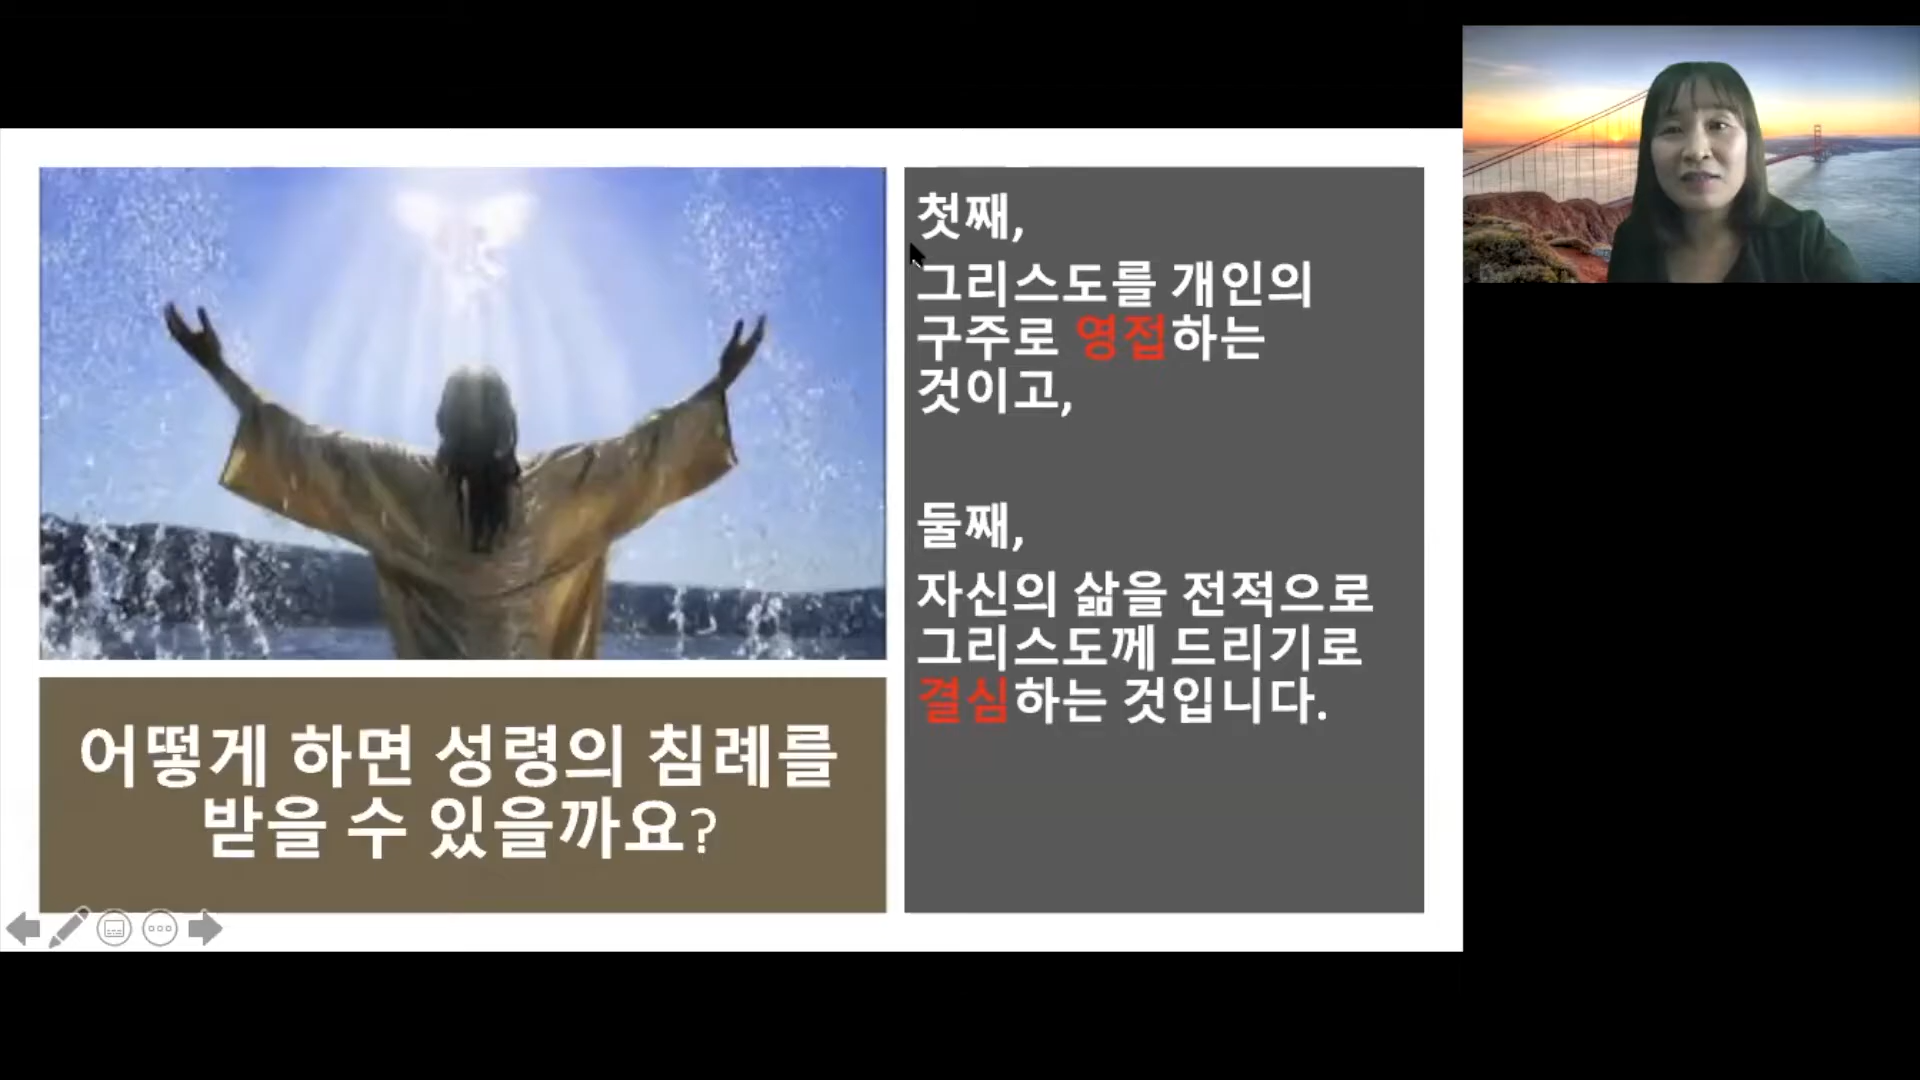 첫째,
그리스도를 개인의
구주로 영접하는
것이고,
둘째,
자신의 삶을 전적으로
그리스도께 드리기로
결심하는 것입니다.
어떻게 하면 성령의 침례를
받을 수 있을까요?